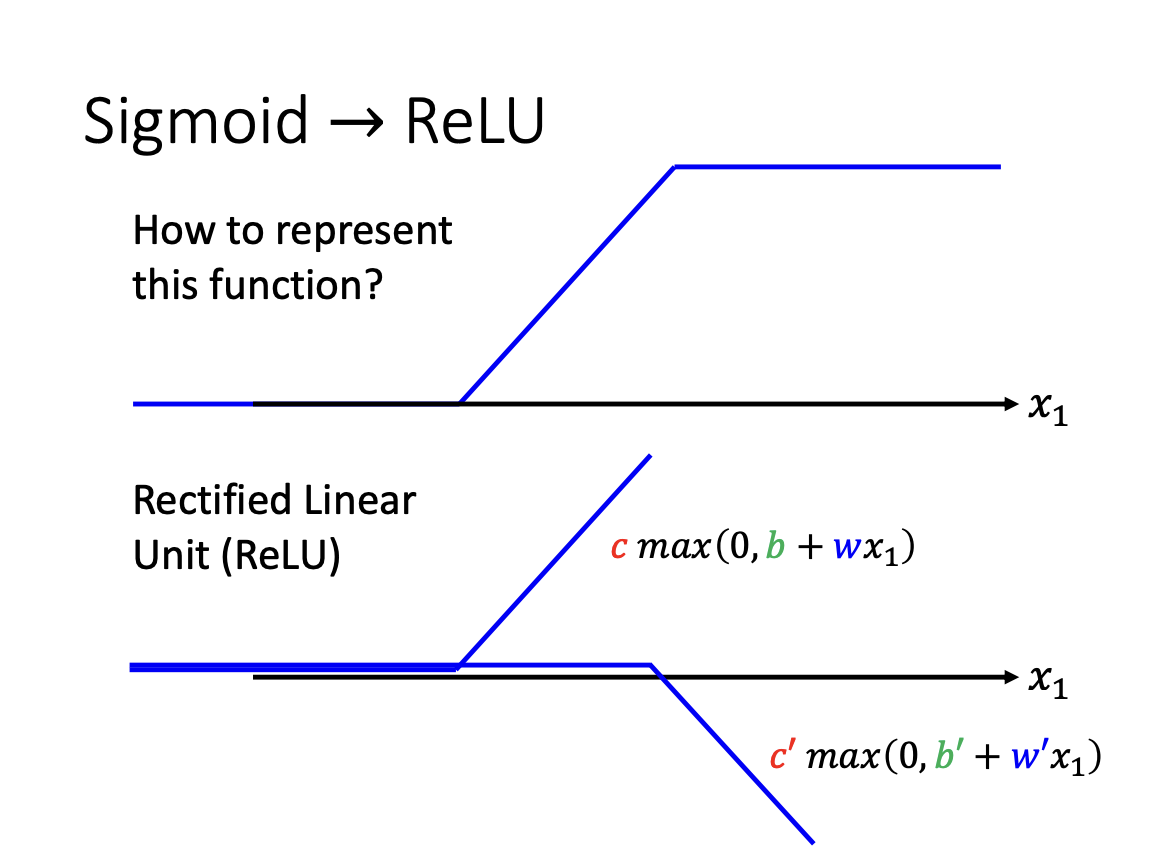 Sigmoid → ReLU
How to represent
this function?
x₁
Rectified Linear
Unit (ReLU)
c max(0, b + wx₁)
x₁
c′ max(0, b′ + w′x₁)